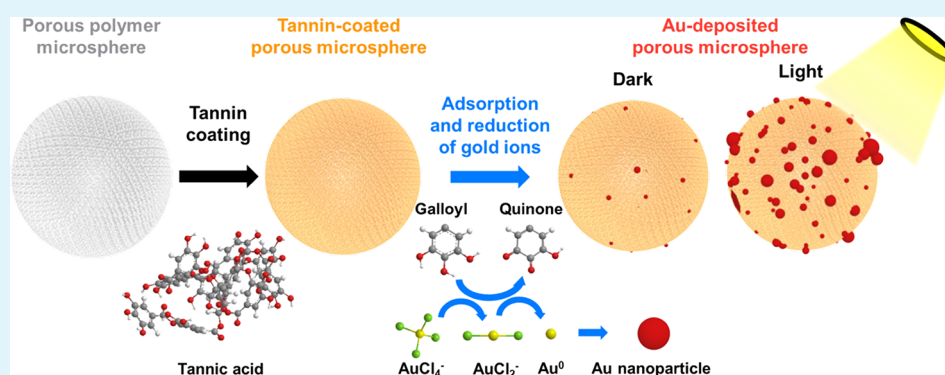 Porous polymer
microsphere
Tannin-coated
porous microsphere
Au-deposited
porous microsphere
Dark
Light
Tannin
coating
Adsorption
and reduction
of gold ions
Galloyl
Quinone
Tannic acid
AuCl₄⁻
AuCl₂⁻
Au⁰
Au nanoparticle